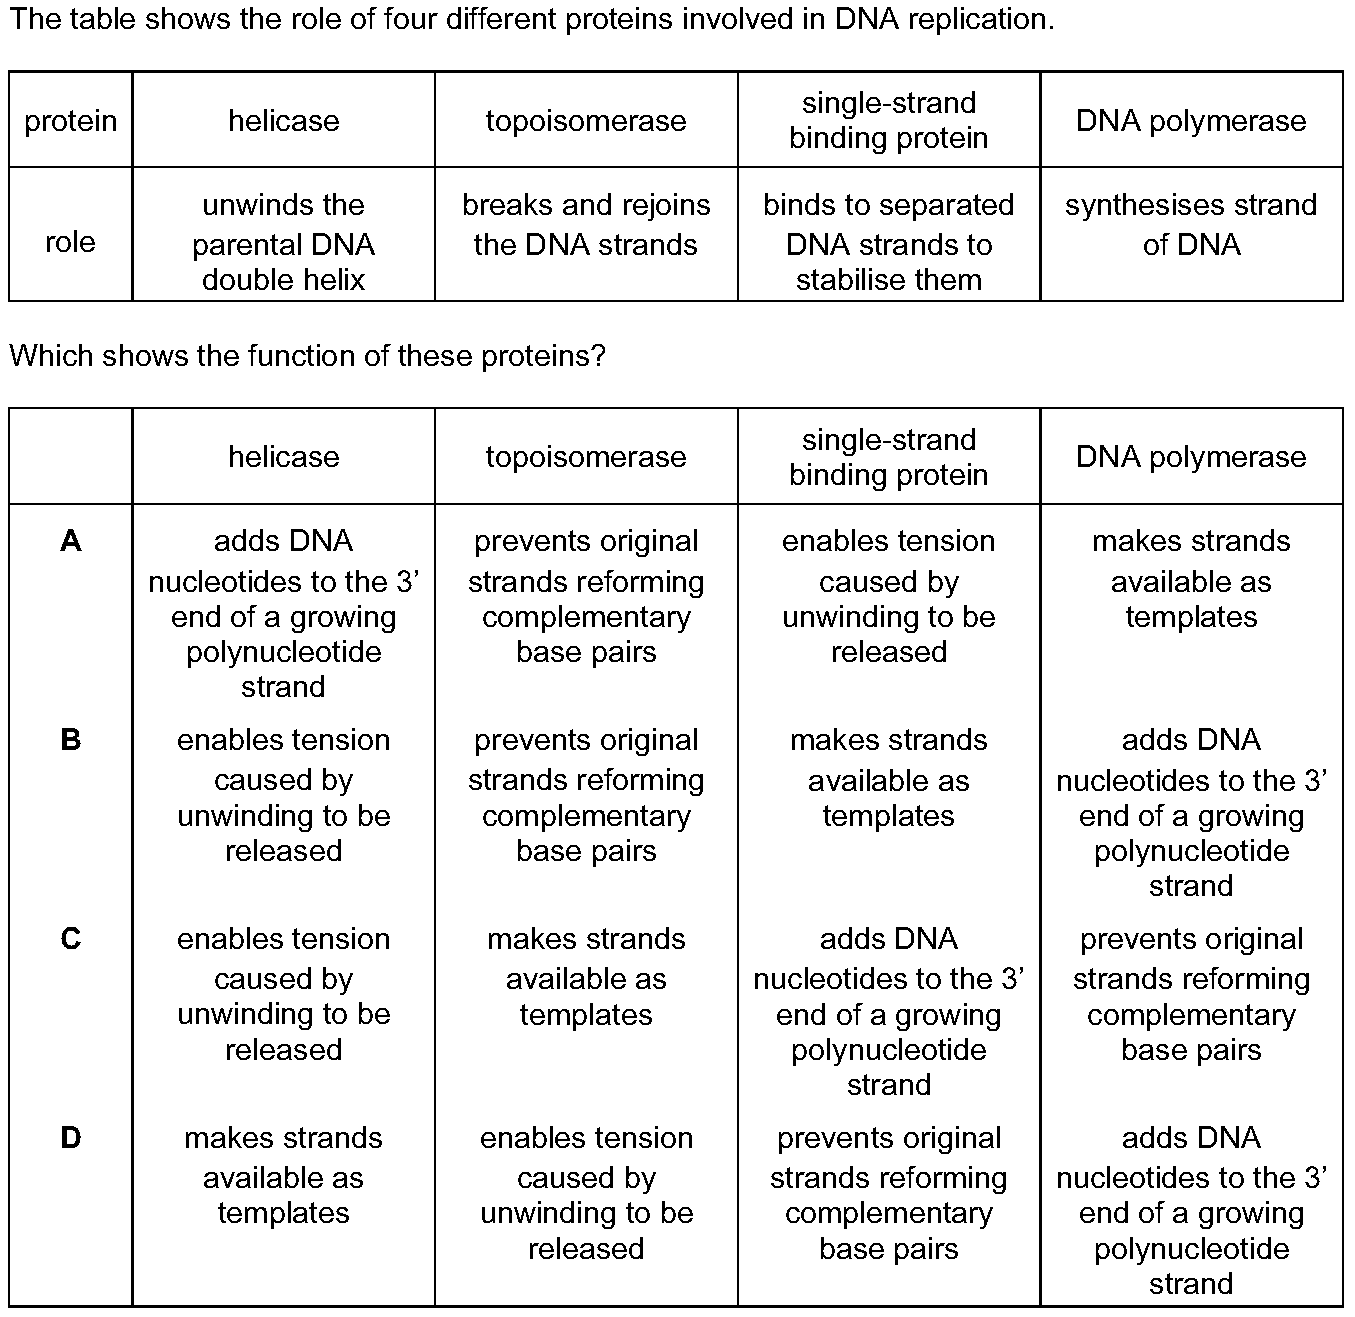 The table shows the role of four different proteins involved in DNA replication.
protein
helicase
topoisomerase
single-strand
binding protein
DNA polymerase
role
unwinds the
parental DNA
double helix
breaks and rejoins
the DNA strands
binds to separated
DNA strands to
stabilise them
synthesises strand
of DNA
Which shows the function of these proteins?
helicase
topoisomerase
single-strand
binding protein
DNA polymerase
A
adds DNA
nucleotides to the 3’
end of a growing
polynucleotide
strand
prevents original
strands reforming
complementary
base pairs
enables tension
caused by
unwinding to be
released
makes strands
available as
templates
B
enables tension
caused by
unwinding to be
released
prevents original
strands reforming
complementary
base pairs
makes strands
available as
templates
adds DNA
nucleotides to the 3’
end of a growing
polynucleotide
strand
C
enables tension
caused by
unwinding to be
released
makes strands
available as
templates
adds DNA
nucleotides to the 3’
end of a growing
polynucleotide
strand
prevents original
strands reforming
complementary
base pairs
D
makes strands
available as
templates
enables tension
caused by
unwinding to be
released
prevents original
strands reforming
complementary
base pairs
adds DNA
nucleotides to the 3’
end of a growing
polynucleotide
strand